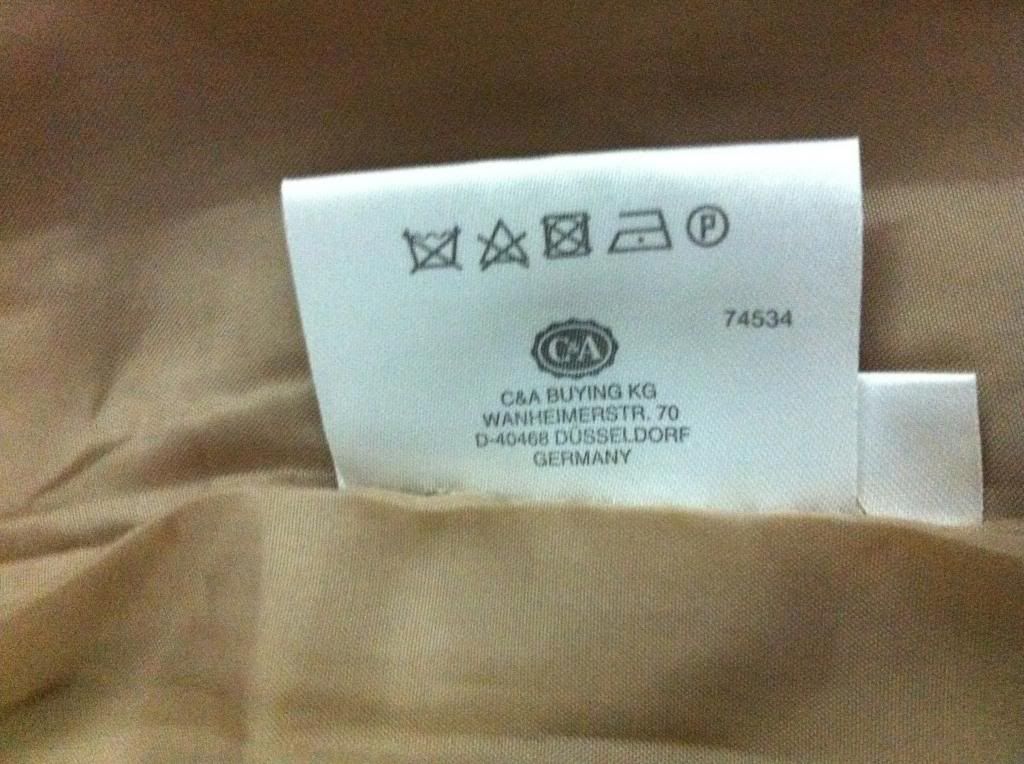 P
74534
C&A
C&A BUYING KG
WANHEIMERSTR. 70
D-40468 DÜSSELDORF
GERMANY